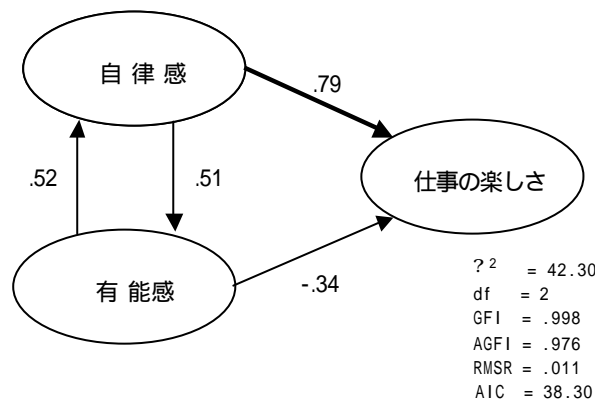 自律感
.79
.52
.51
仕事の楽しさ
有能感
-.34
?2 = 42.30
df = 2
GFI = .998
AGFI = .976
RMSR = .011
AIC = 38.30